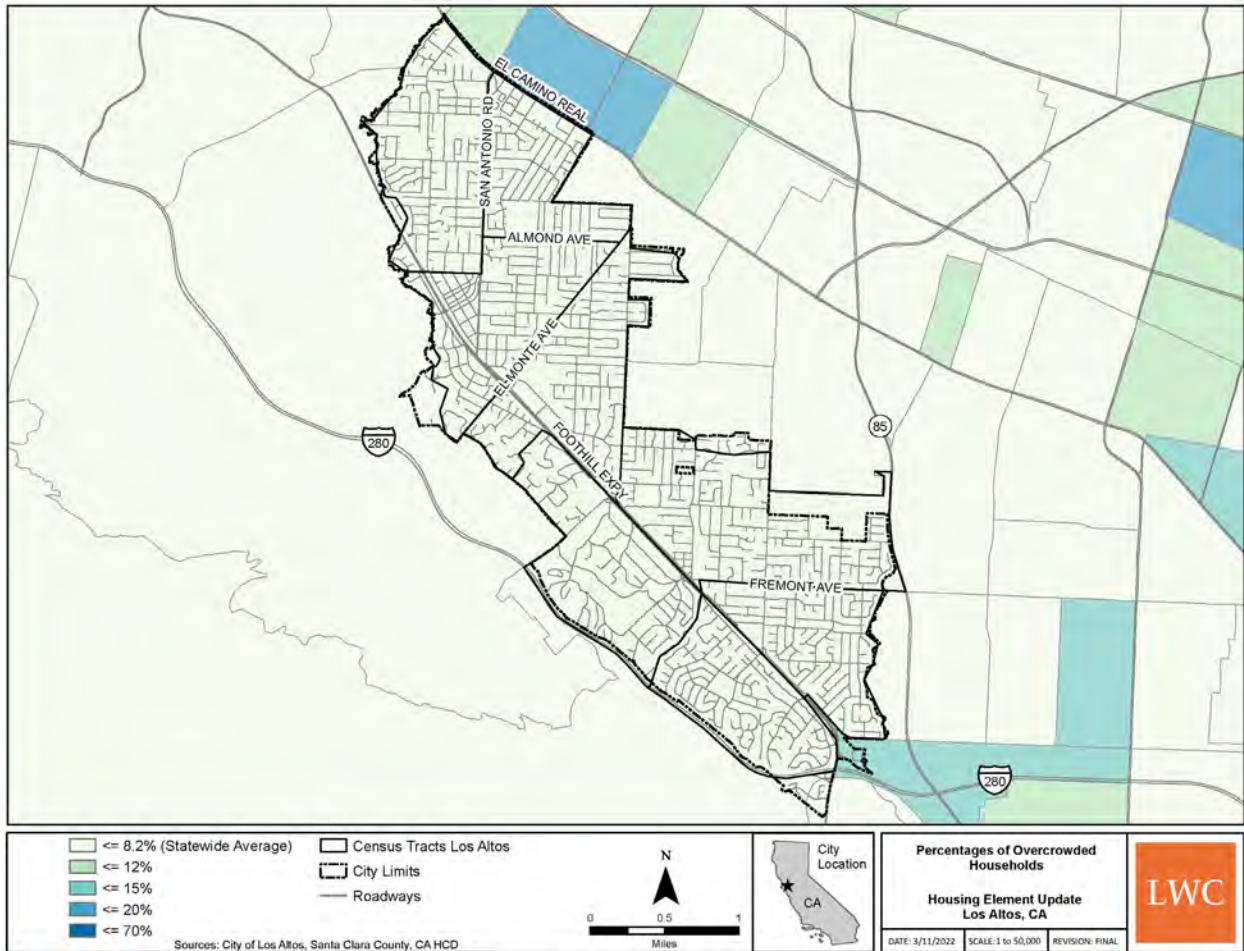 EL CAMINO REAL
SAN ANTONIO RD
ALMOND AVE
EL MONTE AVE
280
85
FOOTHILL EXPY
FREMONT AVE
280
<= 8.2% (Statewide Average)
<= 12%
<= 15%
<= 20%
<= 70%
Census Tracts Los Altos
City Limits
Roadways
Sources: City of Los Altos, Santa Clara County, CA HCD
N
0 0.5 1
Miles
City
Location
CA
Percentages of Overcrowded
Households
Housing Element Update
Los Altos, CA
DATE: 3/11/2022 SCALE: 1 to 50,000 REVISION: FINAL
LWC